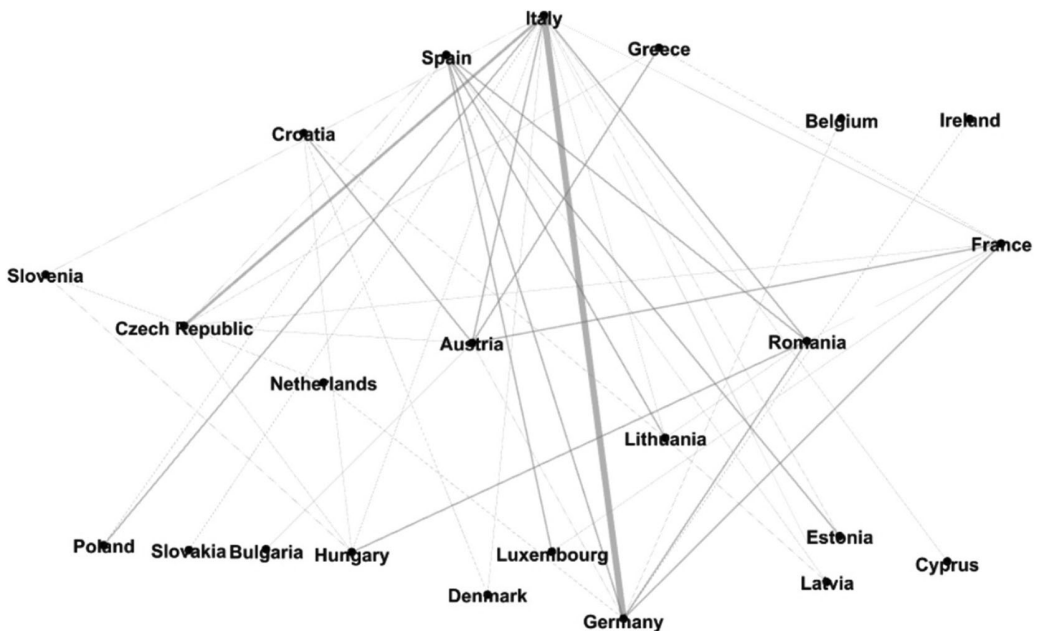 Italy
Spain
Greece
Belgium
Ireland
Croatia
France
Slovenia
Czech Republic
Austria
Romania
Netherlands
Lithuania
Poland
Slovakia
Bulgaria
Hungary
Luxembourg
Estonia
Cyprus
Latvia
Denmark
Germany